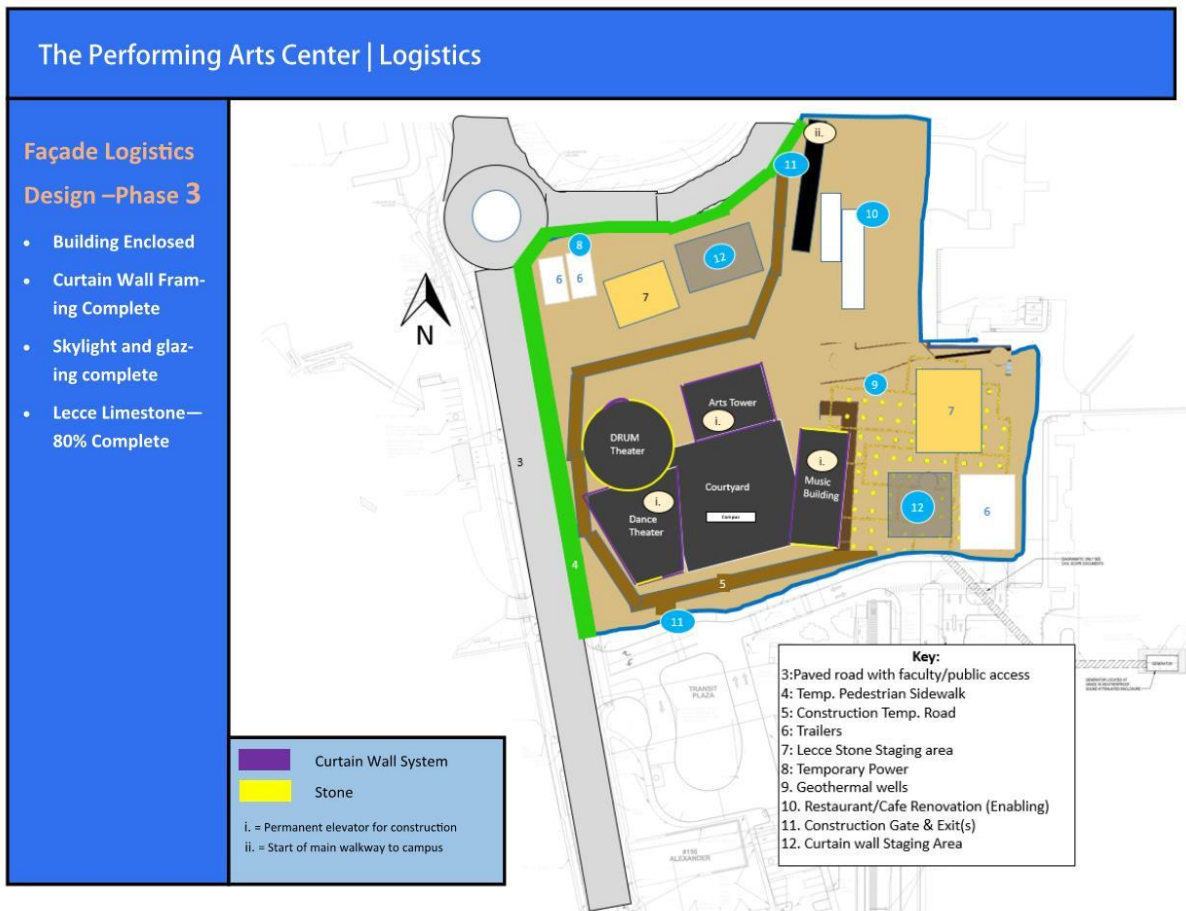 The Performing Arts Center | Logistics
Façade Logistics
Design –Phase 3
• Building Enclosed
• Curtain Wall Fram-
ing Complete
• Skylight and glaz-
ing complete
• Lecce Limestone—
80% Complete
N
ii.
11
10
8
12
6
6
7
9
7
Arts Tower
i.
DRUM
Theater
i.
Music
Building
Courtyard
i.
Dance
Theater
12
6
3
4
5
11
TRANSIT
PLAZA
#156
ALEXANDER
GENERATOR
Key:
3:Paved road with faculty/public access
4: Temp. Pedestrian Sidewalk
5: Construction Temp. Road
6: Trailers
7: Lecce Stone Staging area
8: Temporary Power
9. Geothermal wells
10. Restaurant/Cafe Renovation (Enabling)
11. Construction Gate & Exit(s)
12. Curtain wall Staging Area
Curtain Wall System
Stone
i. = Permanent elevator for construction
ii. = Start of main walkway to campus